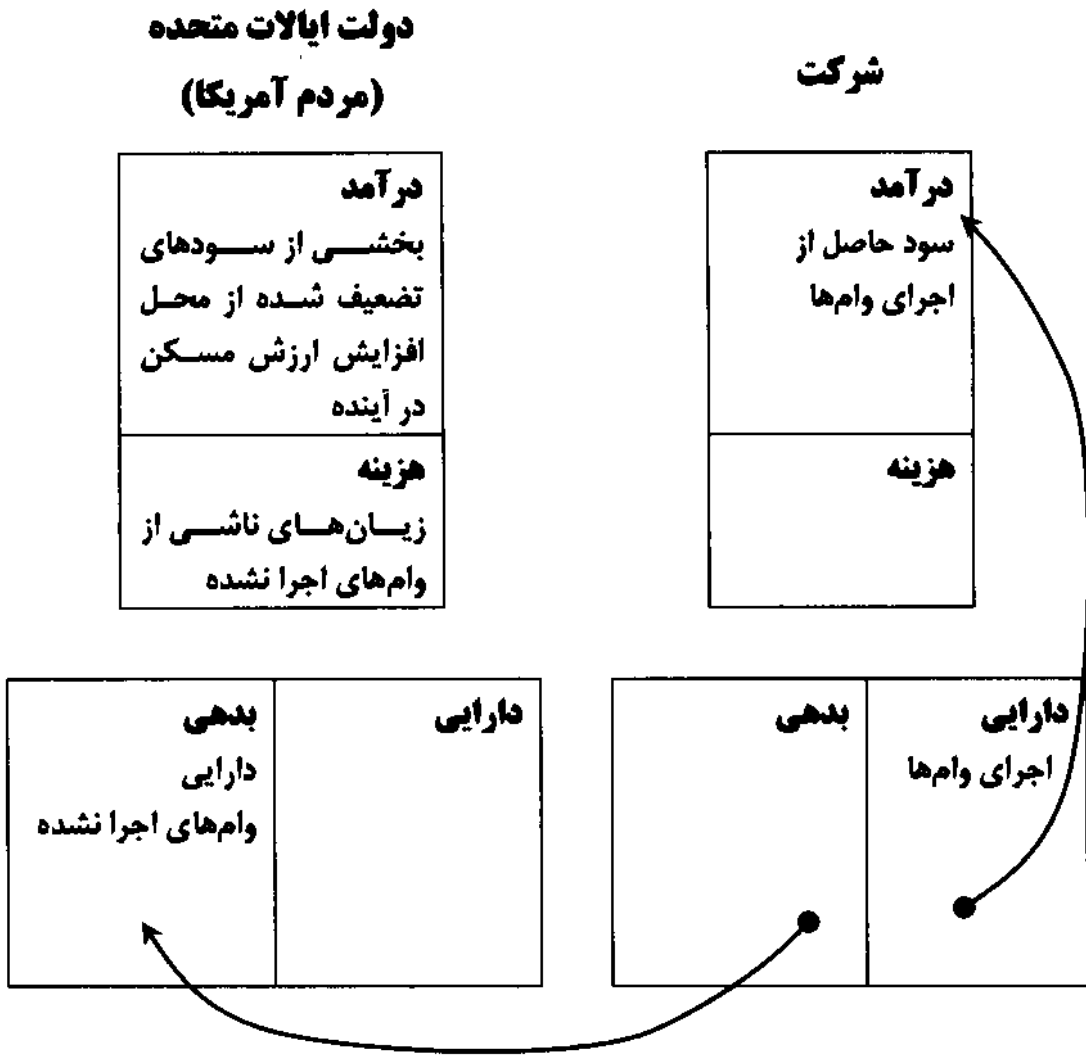 شرکت
درآمد
سود حاصل از
اجرای وام‌ها
هزینه
دارایی
اجرای وام‌ها
بدهی
دولت ایالات متحده
(مردم آمریکا)
درآمد
بخشی از سودهای
تضعیف شده از محل
افزایش ارزش مسکن
در آینده
هزینه
زیان‌های ناشی از
وام‌های اجرا نشده
دارایی
بدهی
دارایی
وام‌های اجرا نشده